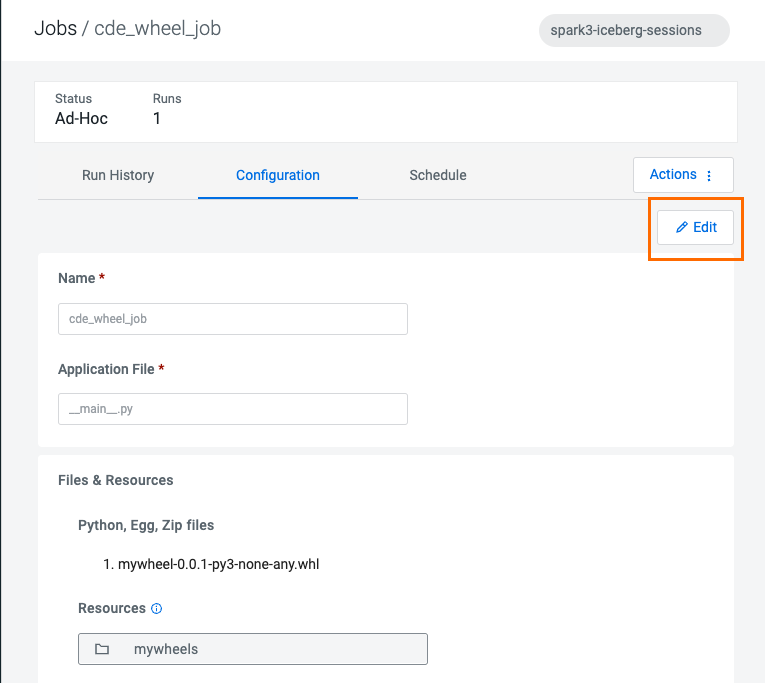 Jobs / cde_wheel_job
spark3-iceberg-sessions
Status Runs
Ad-Hoc 1
Run History Configuration Schedule Actions
Edit
Name *
cde_wheel_job
Application File *
__main__.py
Files & Resources
Python, Egg, Zip files
1. mywheel-0.0.1-py3-none-any.whl
Resources
mywheels